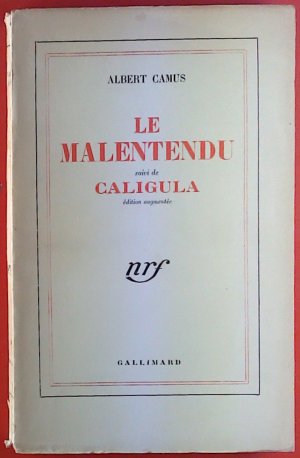 ALBERT CAMUS
LE
MALENTENDU
suivi de
CALIGULA
édition augmentée
nrf
GALLIMARD